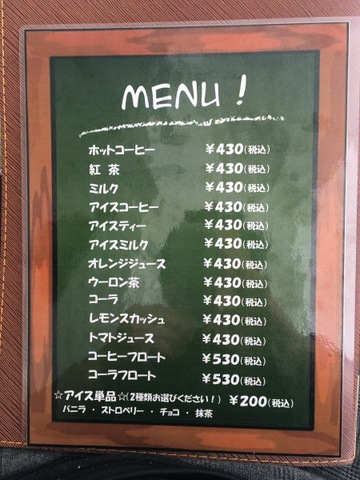 MENU!
ホットコーヒー ￥430(税込)
紅 茶 ￥430(税込)
ミルク ￥430(税込)
アイスコーヒー ￥430(税込)
アイスティー ￥430(税込)
アイスミルク ￥430(税込)
オレンジジュース ￥430(税込)
ウーロン茶 ￥430(税込)
コーラ ￥430(税込)
レモンスカッシュ ￥430(税込)
トマトジュース ￥430(税込)
コーヒーフロート ￥530(税込)
コーラフロート ￥530(税込)
☆アイス単品☆(2種類お選びください！) ￥200(税込)
バニラ ・ ストロベリー ・ チョコ ・ 抹茶